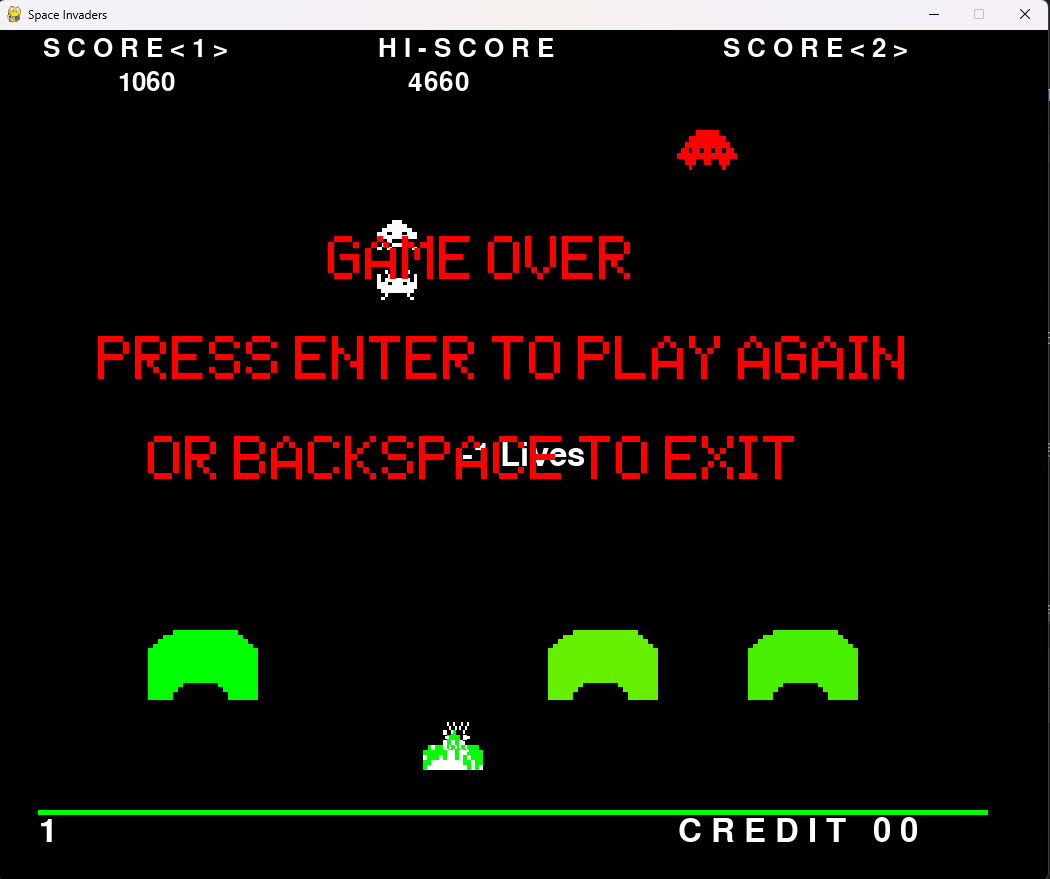 Space Invaders
SCORE<1> HI-SCORE SCORE<2>
1060 4660
GAME OVER
PRESS ENTER TO PLAY AGAIN
OR BACKSPACE TO EXIT
-1 Lives
1 CREDIT 00